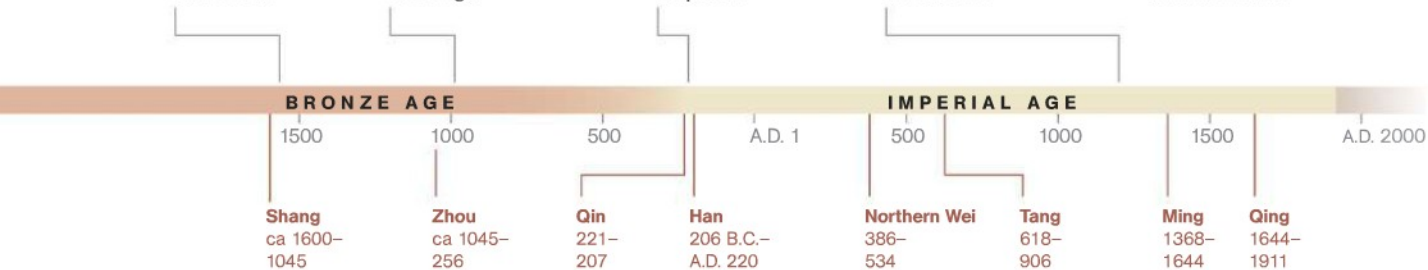 BRONZE AGE IMPERIAL AGE
1500 1000 500 A.D. 1 500 1000 1500 A.D. 2000
Shang
ca 1600–
1045
Zhou
ca 1045–
256
Qin
221–
207
Han
206 B.C.–
A.D. 220
Northern Wei
386–
534
Tang
618–
906
Ming
1368–
1644
Qing
1644–
1911